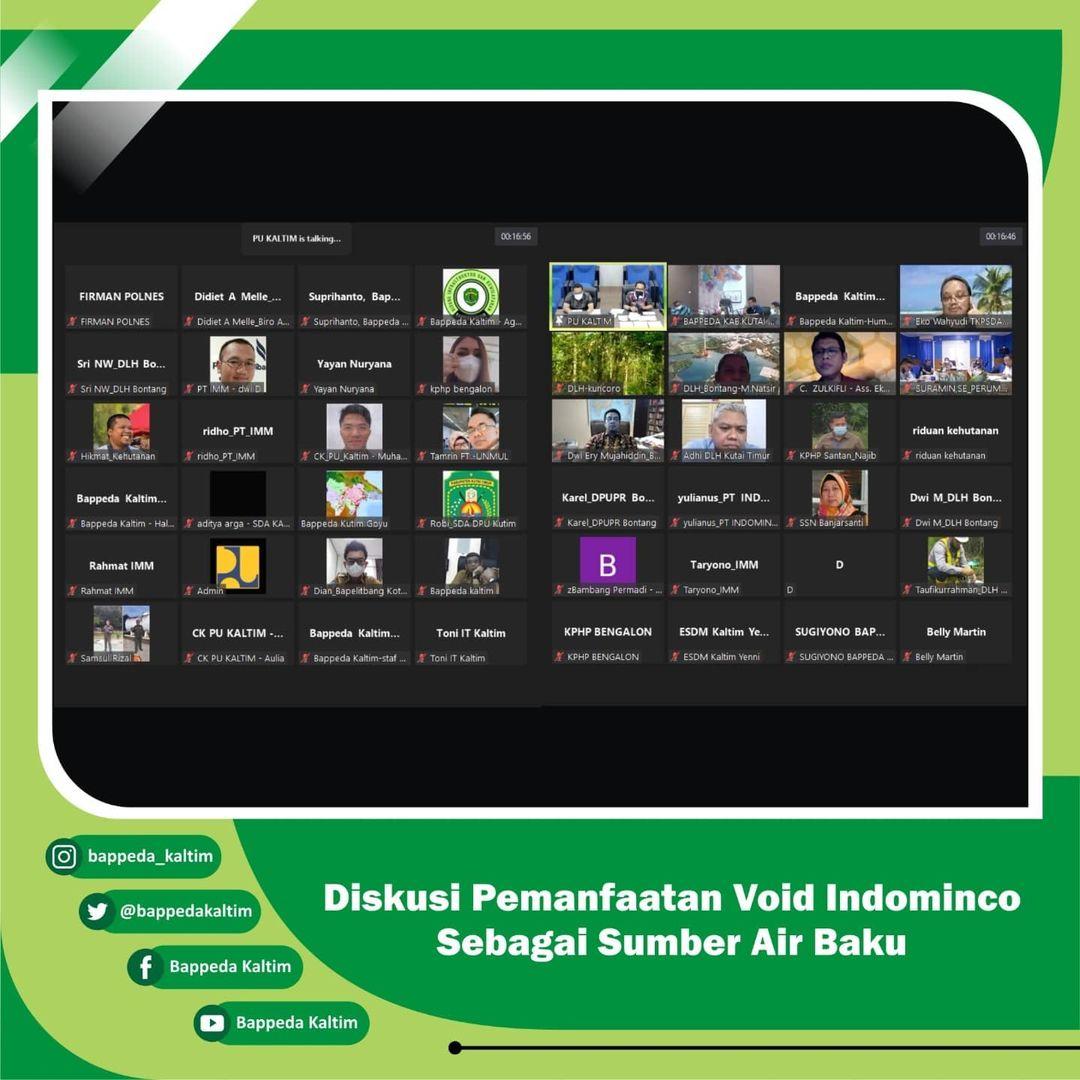 PU KALTIM is talking...
00:16:56
00:16:46
FIRMAN POLNES
FIRMAN POLNES
Didiet A Melle_...
Didiet A Melle_Biro A...
Suprihanto, Bap...
Suprihanto, Bappeda ...
Bappeda Kaltim - Ag...
PU KALTIM
BAPPEDA KAB.KUTAI...
Bappeda Kaltim...
Bappeda Kaltim-Hum...
Eko Wahyudi TKPSDA...
Sri NW_DLH Bo...
Sri NW_DLH Bontang
PT IMM - dwi D
Yayan Nuryana
Yayan Nuryana
kphp bengalon
DLH-kuncoro
DLH_Bontang-M.Natsir
C. ZULKIFLI - Ass. Ek...
SURAMIN,SE_PERUM...
Hikmat_Kehutanan
ridho_PT_IMM
ridho_PT_IMM
CK_PU_Kaltim - Muha...
Tamrin FT -UNMUL
Dwi Ery Mujahiddin_B...
Adhi DLH Kutai Timur
KPHP Santan_Najib
riduan kehutanan
riduan kehutanan
Bappeda Kaltim...
Bappeda Kaltim - Hal...
aditya arga - SDA KA...
Bappeda Kutim Goyu
Robi_SDA DPU Kutim
Karel_DPUPR Bo...
Karel_DPUPR Bontang
yulianus_PT IND...
yulianus_PT INDOMIN...
SSN Banjarsanti
Dwi M_DLH Bon...
Dwi M_DLH Bontang
Rahmat IMM
Rahmat IMM
Admin
Dian_Bapelitbang Kot...
Bappeda kaltim
B
zBambang Permadi - ...
Taryono_IMM
Taryono_IMM
D
D
Taufikurrahman_DLH ...
Samsul Rizal
CK PU KALTIM -...
CK PU KALTIM - Aulia
Bappeda Kaltim...
Bappeda Kaltim-staf ...
Toni IT Kaltim
Toni IT Kaltim
KPHP BENGALON
KPHP BENGALON
ESDM Kaltim Ye...
ESDM Kaltim Yenni
SUGIYONO BAP...
SUGIYONO BAPPEDA ...
Belly Martin
Belly Martin
bappeda_kaltim
@bappedakaltim
Bappeda Kaltim
Bappeda Kaltim
Diskusi Pemanfaatan Void Indominco
Sebagai Sumber Air Baku